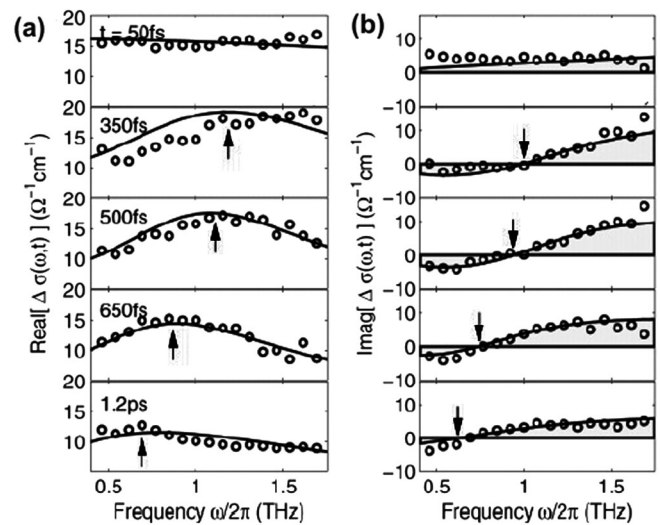 (a)
(b)
t = 50fs
20
15
10
10
0
-10
350fs
20
15
10
10
0
-10
500fs
20
15
10
10
0
-10
650fs
20
15
10
10
0
-10
1.2ps
20
15
10
10
0
-10
Real[ Δ σ(ω,t) ] (Ω⁻¹cm⁻¹)
Imag[ Δ σ(ω,t) ] (Ω⁻¹cm⁻¹)
0.5 1 1.5
0.5 1 1.5
Frequency ω/2π (THz)
Frequency ω/2π (THz)